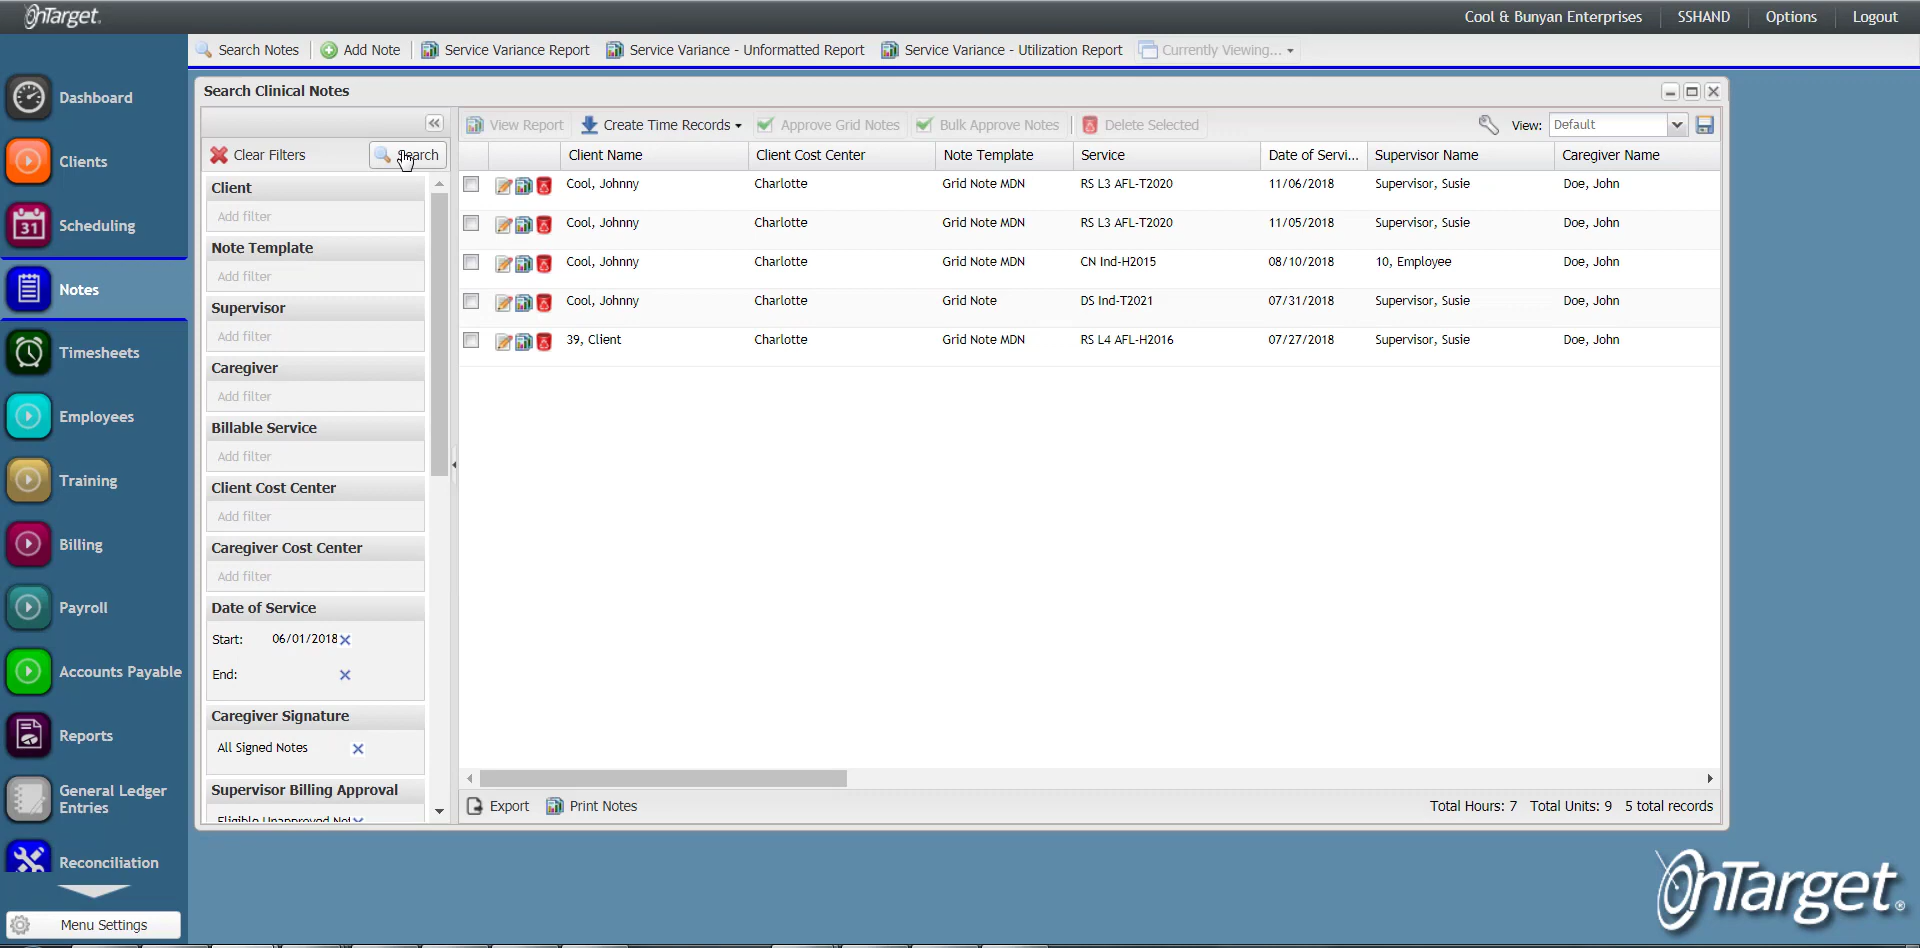 OnTarget.
Cool & Bunyan Enterprises SSHAND Options Logout
Search Notes Add Note Service Variance Report Service Variance - Unformatted Report Service Variance - Utilization Report Currently Viewing...
Dashboard
Clients
31 Scheduling
Notes
Timesheets
Employees
Training
Billing
Payroll
Accounts Payable
Reports
General Ledger
Entries
Reconciliation
Menu Settings
Search Clinical Notes
Clear Filters Search
Client
Add filter
Note Template
Add filter
Supervisor
Add filter
Caregiver
Add filter
Billable Service
Add filter
Client Cost Center
Add filter
Caregiver Cost Center
Add filter
Date of Service
Start: 06/01/2018
End:
Caregiver Signature
All Signed Notes
Supervisor Billing Approval
Eligible Unapproved Not
View Report Create Time Records Approve Grid Notes Bulk Approve Notes Delete Selected View: Default
Client Name Client Cost Center Note Template Service Date of Servi... Supervisor Name Caregiver Name
Cool, Johnny Charlotte Grid Note MDN RS L3 AFL-T2020 11/06/2018 Supervisor, Susie Doe, John
Cool, Johnny Charlotte Grid Note MDN RS L3 AFL-T2020 11/05/2018 Supervisor, Susie Doe, John
Cool, Johnny Charlotte Grid Note MDN CN Ind-H2015 08/10/2018 10, Employee Doe, John
Cool, Johnny Charlotte Grid Note DS Ind-T2021 07/31/2018 Supervisor, Susie Doe, John
39, Client Charlotte Grid Note MDN RS L4 AFL-H2016 07/27/2018 Supervisor, Susie Doe, John
Export Print Notes Total Hours: 7 Total Units: 9 5 total records
OnTarget®